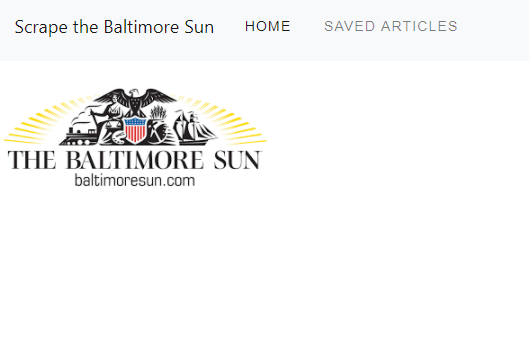 Scrape the Baltimore Sun HOME SAVED ARTICLES
THE BALTIMORE SUN
baltimoresun.com